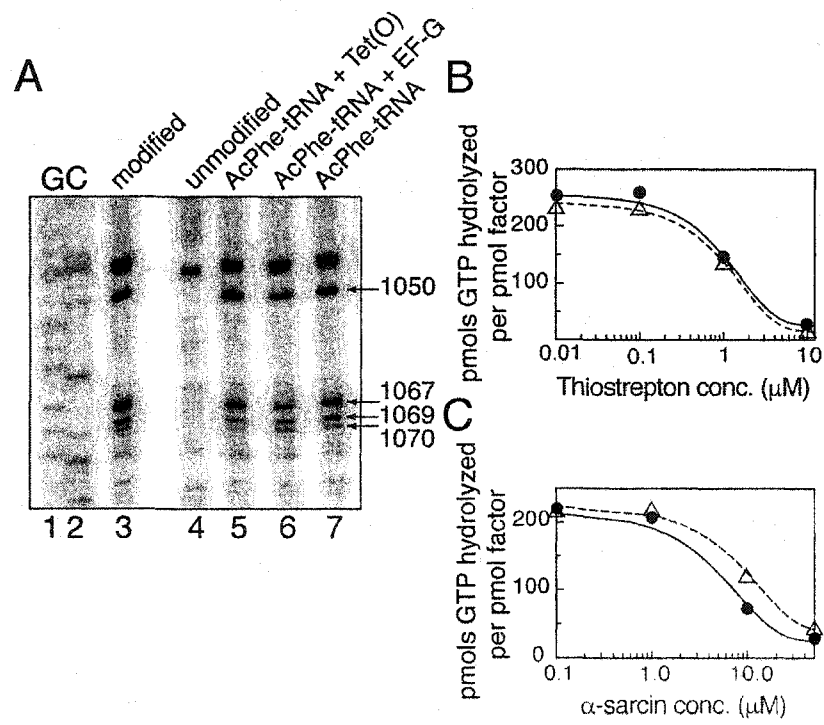 A
GC
modified
unmodified
AcPhe-tRNA + Tet(O)
AcPhe-tRNA + EF-G
AcPhe-tRNA
1050
1067
1069
1070
1 2 3 4 5 6 7
B
pmols GTP hydrolyzed
per pmol factor
300
200
100
0.01 0.1 1 10
Thiostrepton conc. (μM)
C
pmols GTP hydrolyzed
per pmol factor
200
100
0
0.1 1.0 10.0
α-sarcin conc. (μM)